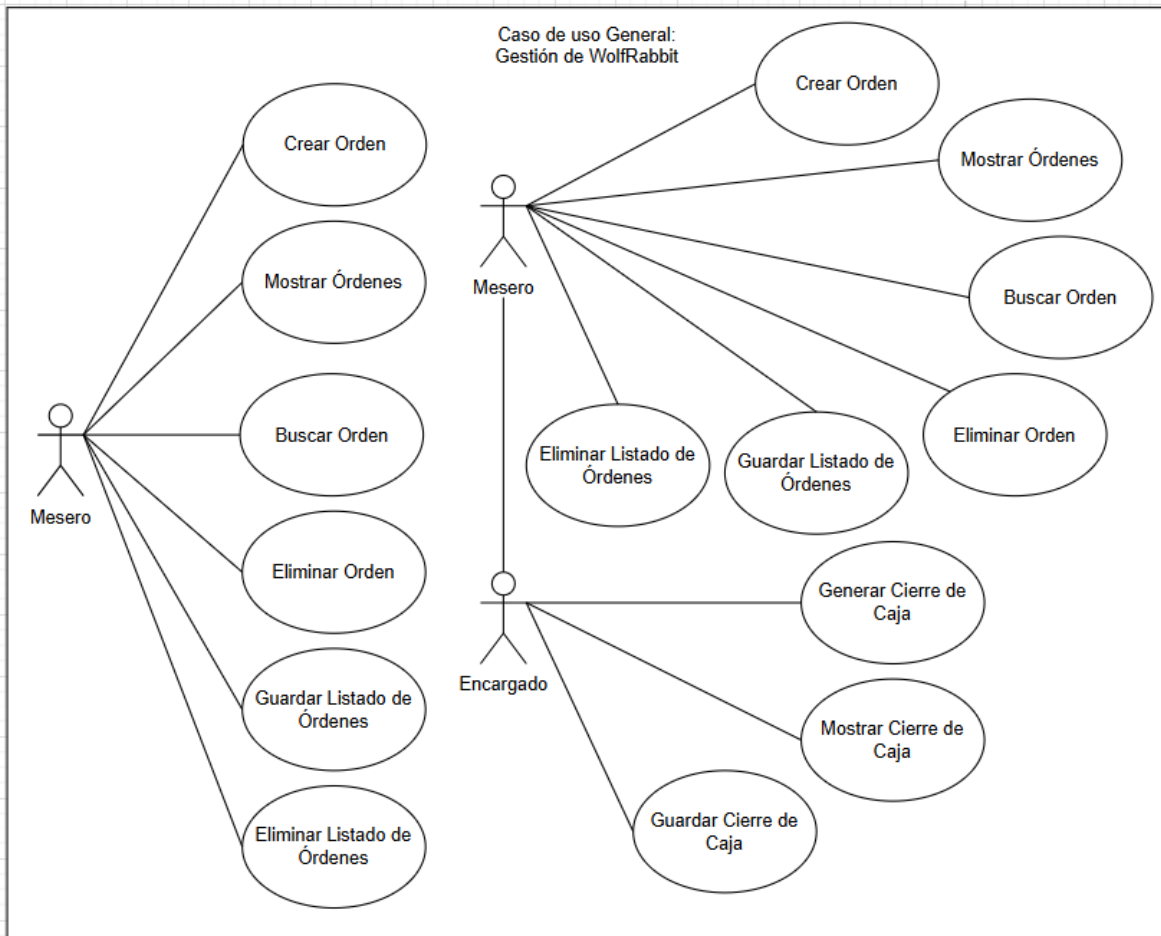 Caso de uso General:
Gestión de WolfRabbit
Crear Orden
Mostrar Órdenes
Buscar Orden
Mesero
Eliminar Orden
Guardar Listado de
Órdenes
Eliminar Listado de
Órdenes
Crear Orden
Mostrar Órdenes
Mesero
Buscar Orden
Eliminar Orden
Eliminar Listado de
Órdenes
Guardar Listado de
Órdenes
Generar Cierre de
Caja
Encargado
Mostrar Cierre de
Caja
Guardar Cierre de
Caja